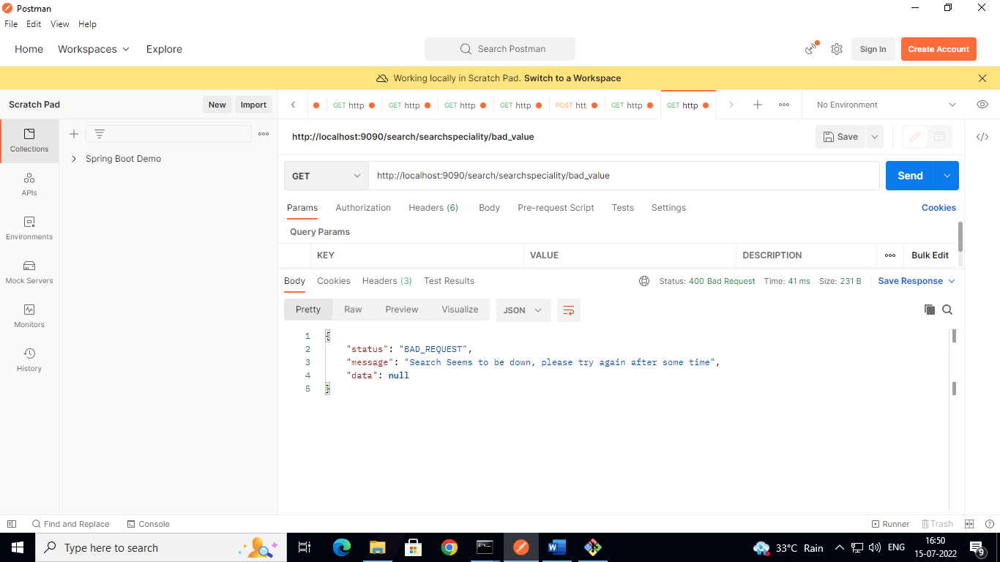 Postman
File Edit View Help
Home Workspaces Explore Search Postman Sign In Create Account
Working locally in Scratch Pad. Switch to a Workspace
Scratch Pad New Import GET http GET http GET http GET http POST htt GET http GET http No Environment
http://localhost:9090/search/searchspeciality/bad_value Save
Collections
Spring Boot Demo
GET http://localhost:9090/search/searchspeciality/bad_value Send
APIs
Params Authorization Headers (6) Body Pre-request Script Tests Settings Cookies
Query Params
Environments
KEY VALUE DESCRIPTION Bulk Edit
Mock Servers
Body Cookies Headers (3) Test Results Status: 400 Bad Request Time: 41 ms Size: 231 B Save Response
Pretty Raw Preview Visualize JSON
Monitors
1 {
2 "status": "BAD_REQUEST",
3 "message": "Search Seems to be down, please try again after some time",
4 "data": null
5 }
History
Find and Replace Console Runner Trash
Type here to search 33°C Rain ENG 16:50
15-07-2022 9